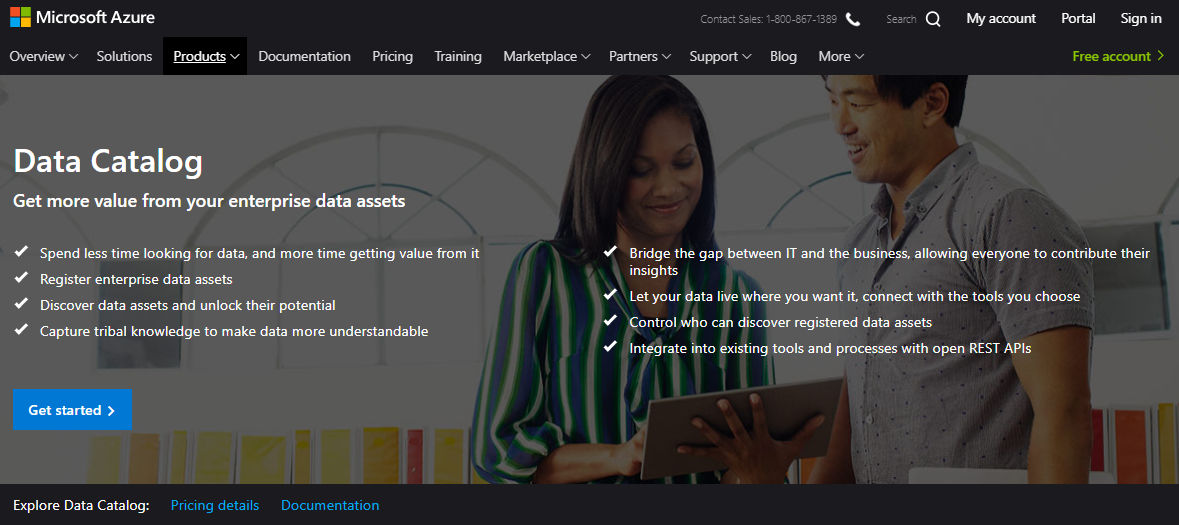 Microsoft Azure
Contact Sales: 1-800-867-1389
Search
My account
Portal
Sign in
Overview
Solutions
Products
Documentation
Pricing
Training
Marketplace
Partners
Support
Blog
More
Free account
Data Catalog
Get more value from your enterprise data assets
Spend less time looking for data, and more time getting value from it
Register enterprise data assets
Discover data assets and unlock their potential
Capture tribal knowledge to make data more understandable
Bridge the gap between IT and the business, allowing everyone to contribute their
insights
Let your data live where you want it, connect with the tools you choose
Control who can discover registered data assets
Integrate into existing tools and processes with open REST APIs
Get started
Explore Data Catalog:
Pricing details
Documentation